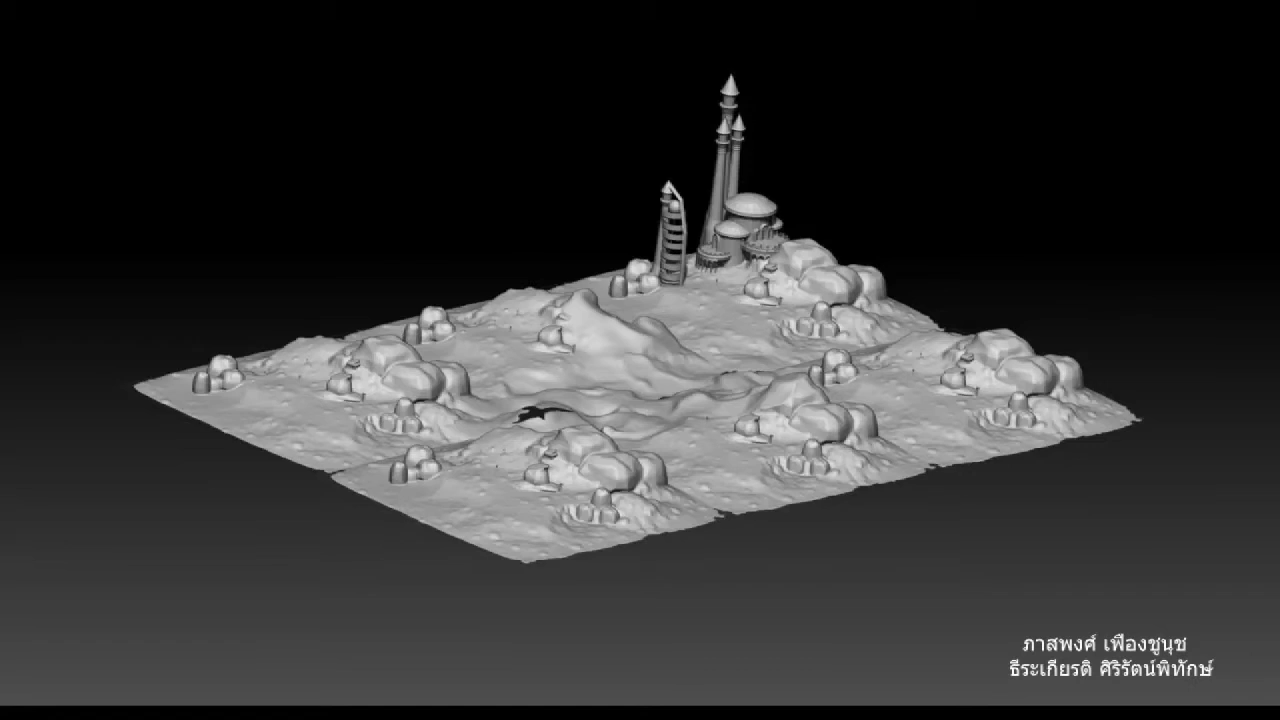 ภาสพงศ์ เฟืองชูนุช
ธีระเกียรติ ศิริรัตน์พิทักษ์